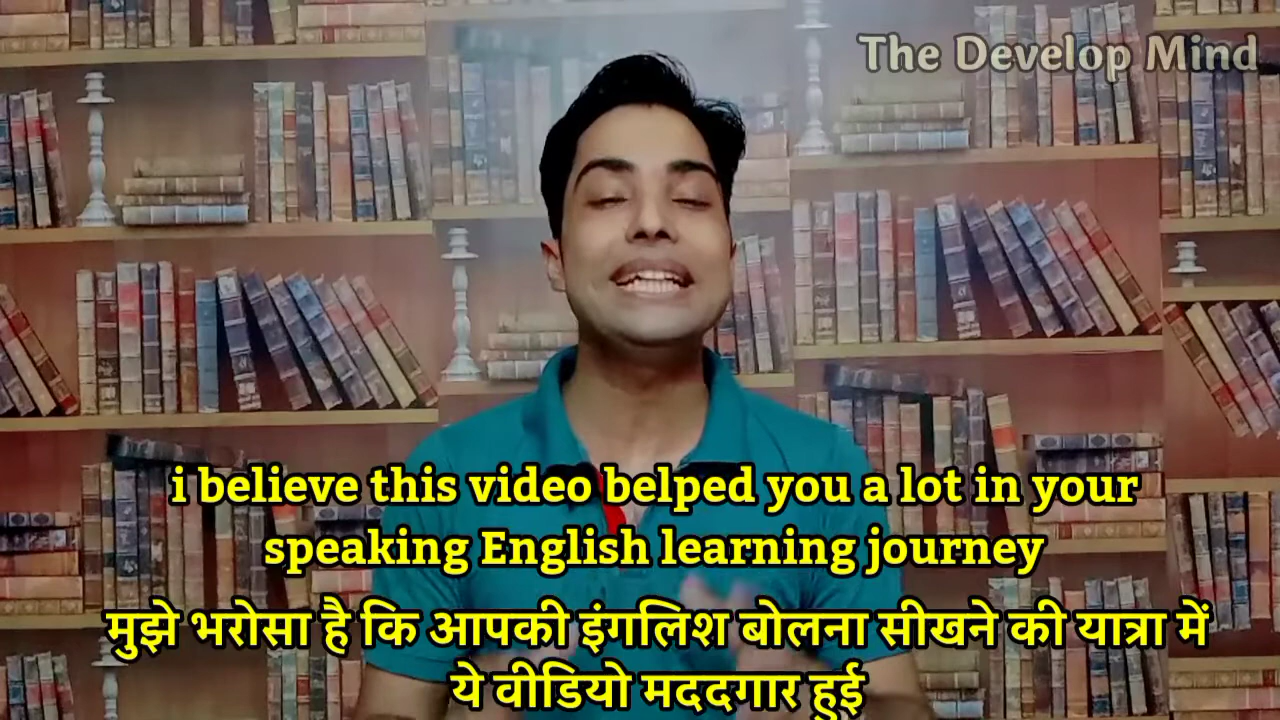 The Develop Mind
i believe this video belped you a lot in your
speaking English learning journey
मुझे भरोसा है कि आपकी इंगलिश बोलना सीखने की यात्रा में
ये वीडियो मददगार हुई